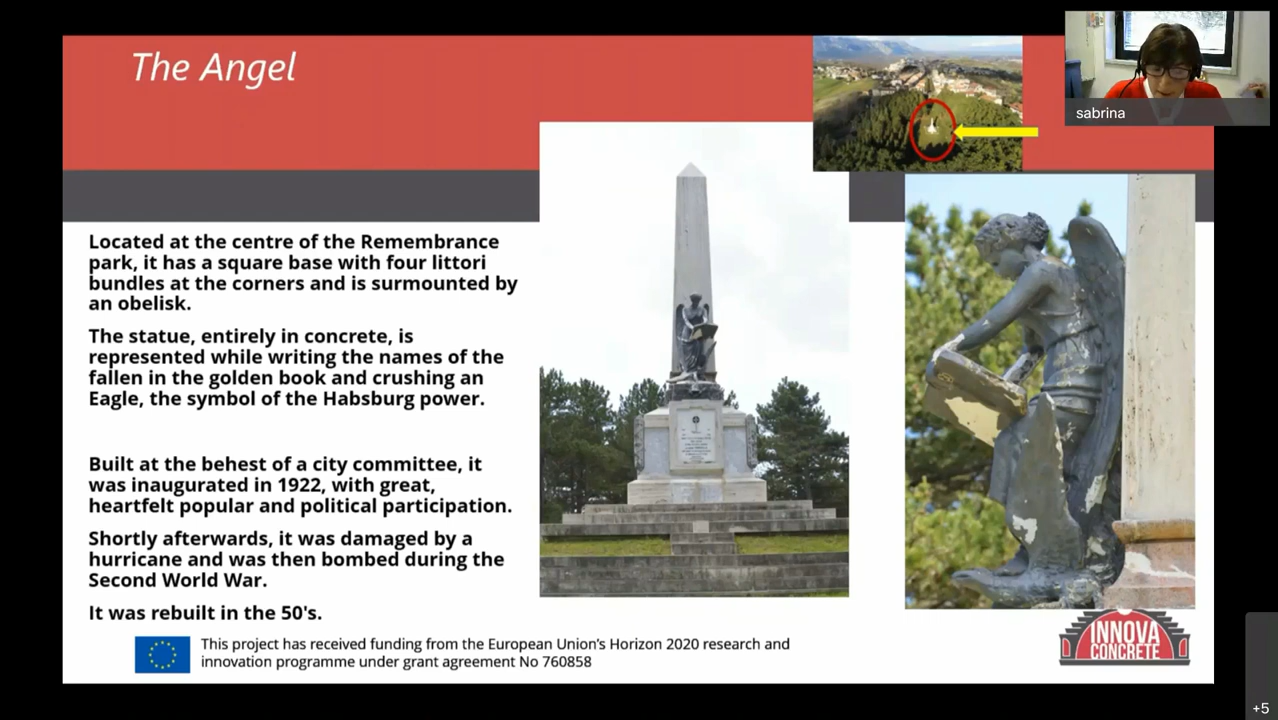 The Angel
sabrina
Located at the centre of the Remembrance
park, it has a square base with four littori
bundles at the corners and is surmounted by
an obelisk.
The statue, entirely in concrete, is
represented while writing the names of the
fallen in the golden book and crushing an
Eagle, the symbol of the Habsburg power.
Built at the behest of a city committee, it
was inaugurated in 1922, with great,
heartfelt popular and political participation.
Shortly afterwards, it was damaged by a
hurricane and was then bombed during the
Second World War.
It was rebuilt in the 50's.
This project has received funding from the European Union's Horizon 2020 research and
innovation programme under grant agreement No 760858
INNOVA
CONCRETE
+5